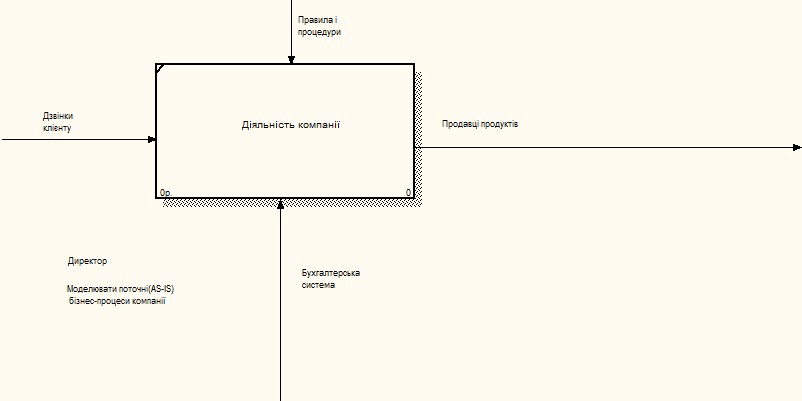 Правила і
процедури
Дзвінки
клієнту
Діяльність компанії
Продавці продуктів
0р.
0
Директор
Бухгалтерська
система
Моделювати поточні(AS-IS)
бізнес-процеси компанії